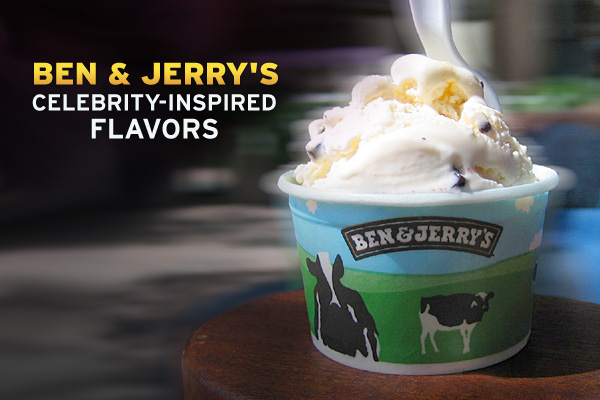 BEN & JERRY'S
CELEBRITY-INSPIRED
FLAVORS
BEN & JERRY'S